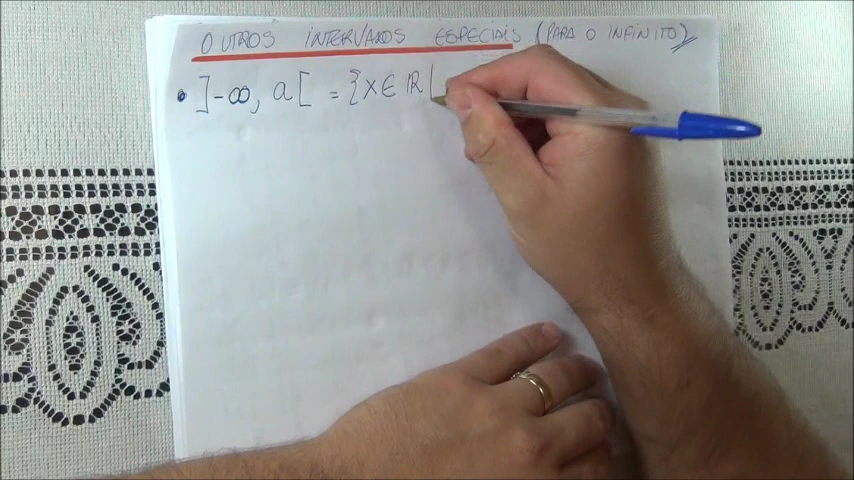 OUTROS INTERVALOS ESPECIAIS (PARA O INFINITO)
• ]-∞, a[ = {x ∈ ℝ |